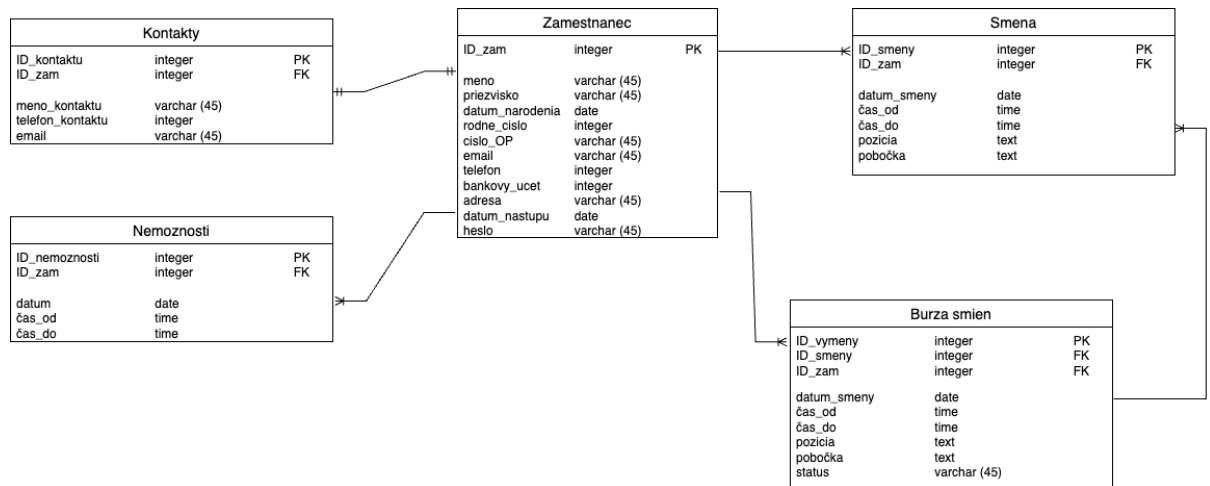 Kontakty
ID_kontaktu integer PK
ID_zam integer FK
meno_kontaktu varchar (45)
telefon_kontaktu integer
email varchar (45)
Nemoznosti
ID_nemoznosti integer PK
ID_zam integer FK
datum date
čas_od time
čas_do time
Zamestnanec
ID_zam integer PK
meno varchar (45)
priezvisko varchar (45)
datum_narodenia date
rodne_cislo integer
cislo_OP varchar (45)
email varchar (45)
telefon integer
bankovy_ucet integer
adresa varchar (45)
datum_nastupu date
heslo varchar (45)
Smena
ID_smeny integer PK
ID_zam integer FK
datum_smeny date
čas_od time
čas_do time
pozicia text
pobočka text
Burza smien
ID_vymeny integer PK
ID_smeny integer FK
ID_zam integer FK
datum_smeny date
čas_od time
čas_do time
pozicia text
pobočka text
status varchar (45)